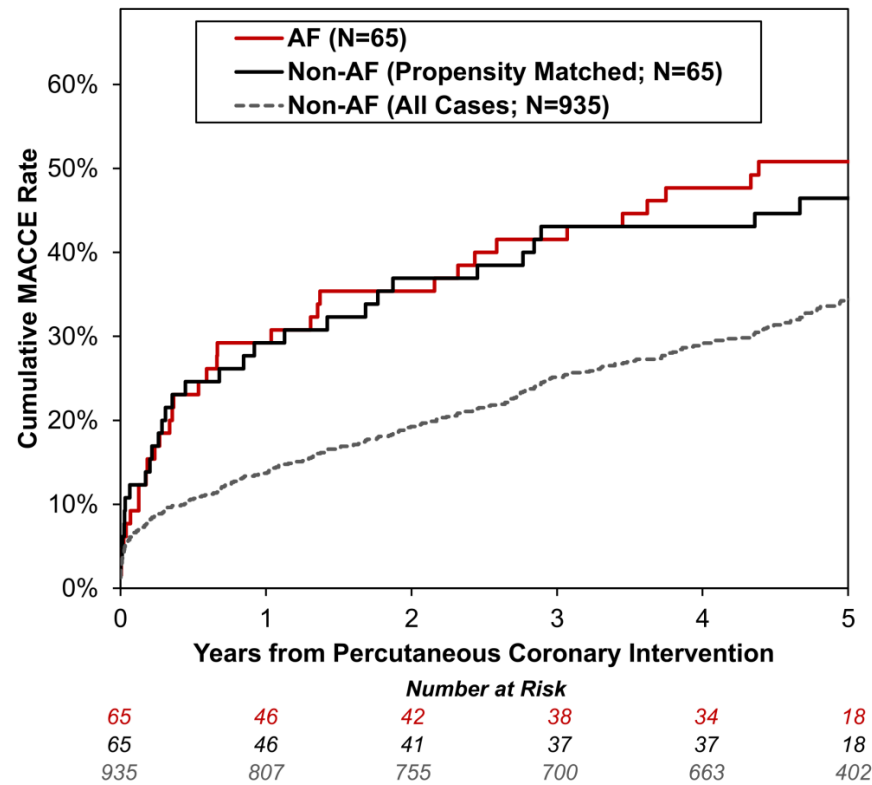 AF (N=65)
Non-AF (Propensity Matched; N=65)
Non-AF (All Cases; N=935)
Cumulative MACCE Rate
60%
50%
40%
30%
20%
10%
0%
0 1 2 3 4 5
Years from Percutaneous Coronary Intervention
Number at Risk
65 46 42 38 34 18
65 46 41 37 37 18
935 807 755 700 663 402